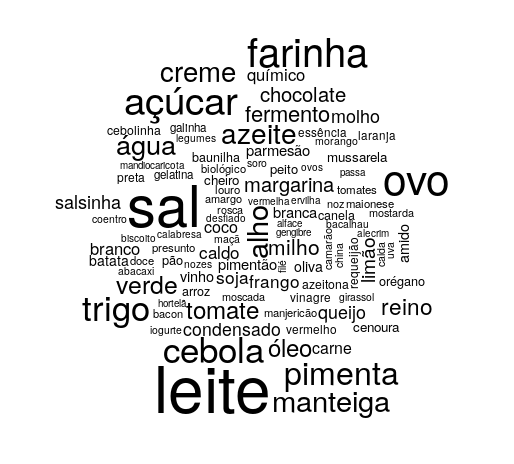 farinha
creme químico
açúcar chocolate
fermento molho
cebolinha galinha azeite essência laranja
legumes morango
água parmesão
baunilha soro mussarela
mandiocaricota biológico peito ovos passa
preta gelatina cheiro margarina ovo
louro tomates
salsinha sal amargo vermelha ervilha noz maionese
rosca branca canela mostarda
coentro desfiado alho alface bacalhau
calabresa coco gengibre alecrim
biscoito maçã milho camarão china requeijão limão calda uva amido
branco presunto caldo
batata doce pão nozes pimentão filé oliva
abacaxi vinho soja frango azeitona orégano
verde arroz moscada vinagre girassol
trigo hortelã tomate manjericão queijo reino
bacon
iogurte condensado vermelho cenoura
cebola óleo carne
leite pimenta
manteiga